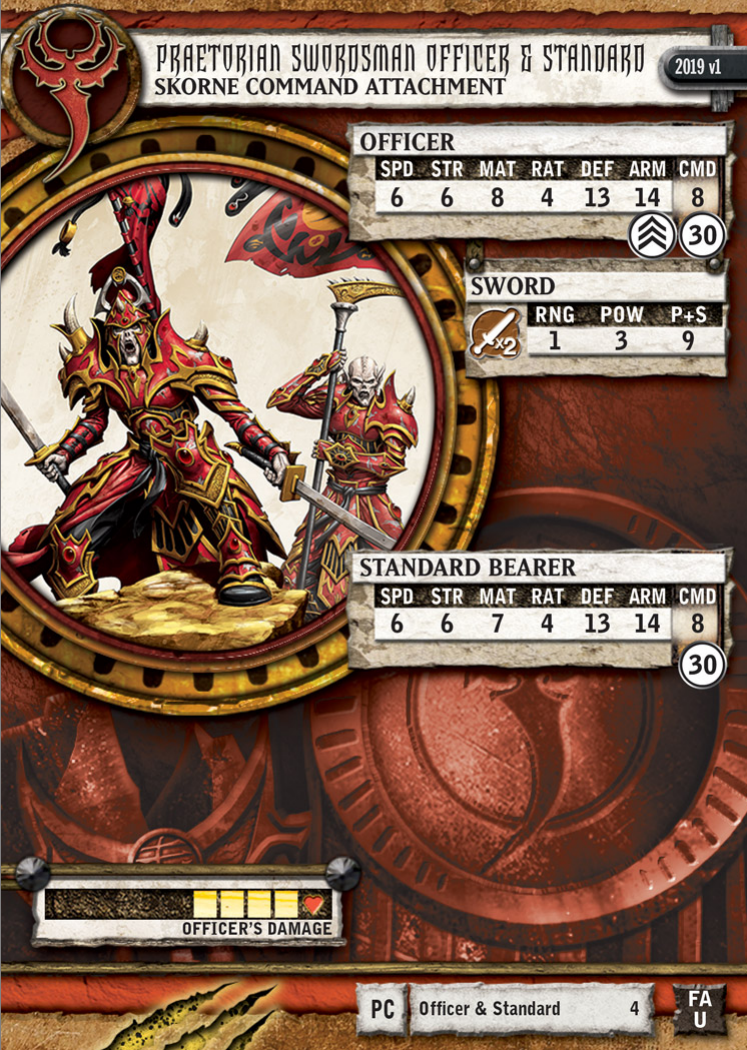 PRAETORIAN SWORDSMAN OFFICER & STANDARD
SKORNE COMMAND ATTACHMENT
2019 v1
OFFICER
SPD STR MAT RAT DEF ARM CMD
6 6 8 4 13 14 8
30
SWORD
RNG POW P+S
x2
1 3 9
STANDARD BEARER
SPD STR MAT RAT DEF ARM CMD
6 6 7 4 13 14 8
30
OFFICER'S DAMAGE
PC Officer & Standard 4
FA
U